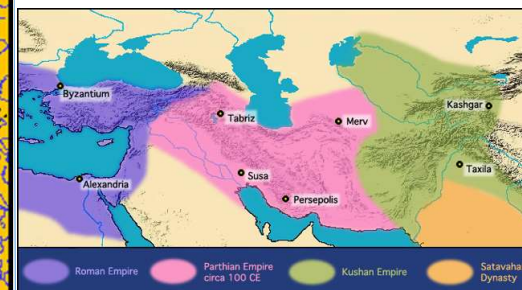 Byzantium
Kashgar
Tabriz
Merv
Taxila
Susa
Alexandria
Persepolis
Roman Empire
Parthian Empire
circa 100 CE
Kushan Empire
Satavaha
Dynasty